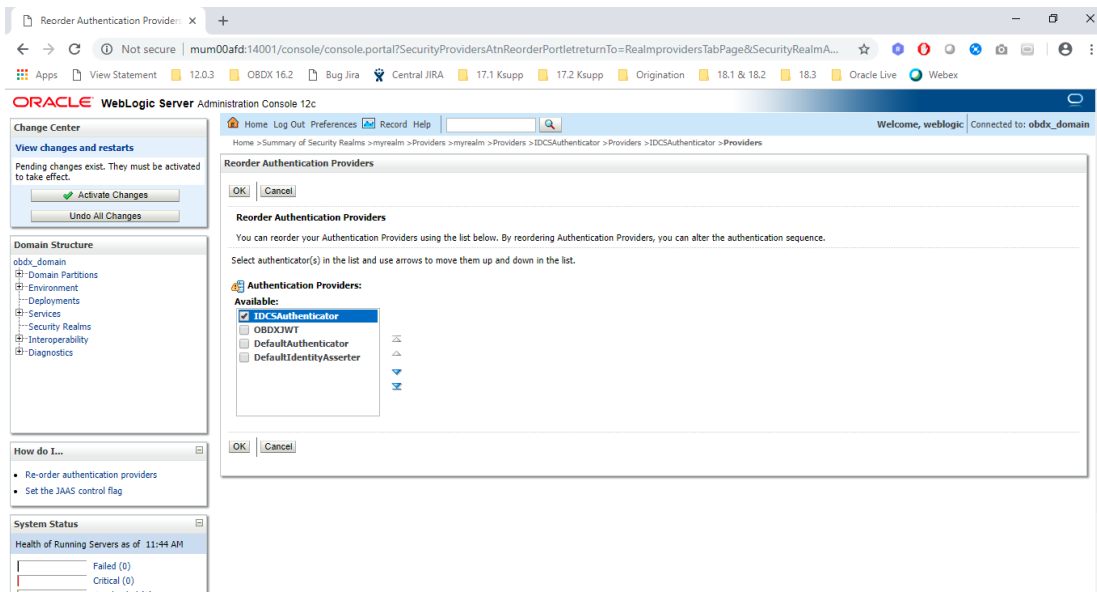 Reorder Authentication Provider
Not secure | mum00afd:14001/console/console.portal?SecurityProvidersAtnReorderPortletreturnTo=RealmprovidersTabPage&SecurityRealmA...
Apps View Statement 12.0.3 OBDX 16.2 Bug Jira Central JIRA 17.1 Ksupp 17.2 Ksupp Origination 18.1 & 18.2 18.3 Oracle Live Webex
ORACLE WebLogic Server Administration Console 12c
Change Center
View changes and restarts
Pending changes exist. They must be activated
to take effect.
Activate Changes
Undo All Changes
Domain Structure
obdx_domain
Domain Partitions
Environment
Deployments
Services
Security Realms
Interoperability
Diagnostics
How do I...
Re-order authentication providers
Set the JAAS control flag
System Status
Health of Running Servers as of 11:44 AM
Failed (0)
Critical (0)
Home Log Out Preferences Record Help
Welcome, weblogic Connected to: obdx_domain
Home >Summary of Security Realms >myrealm >Providers >myrealm >Providers >IDCSAuthenticator >Providers >IDCSAuthenticator >Providers
Reorder Authentication Providers
OK Cancel
Reorder Authentication Providers
You can reorder your Authentication Providers using the list below. By reordering Authentication Providers, you can alter the authentication sequence.
Select authenticator(s) in the list and use arrows to move them up and down in the list.
Authentication Providers:
Available:
IDCSAuthenticator
OBDXJWT
DefaultAuthenticator
DefaultIdentityAsserter
OK Cancel